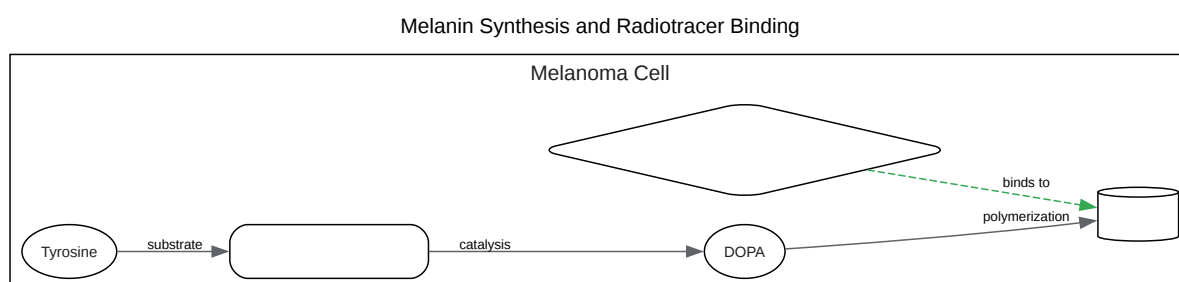 Melanin Synthesis and Radiotracer Binding
Melanoma Cell
binds to
polymerization
Tyrosine
substrate
catalysis
DOPA